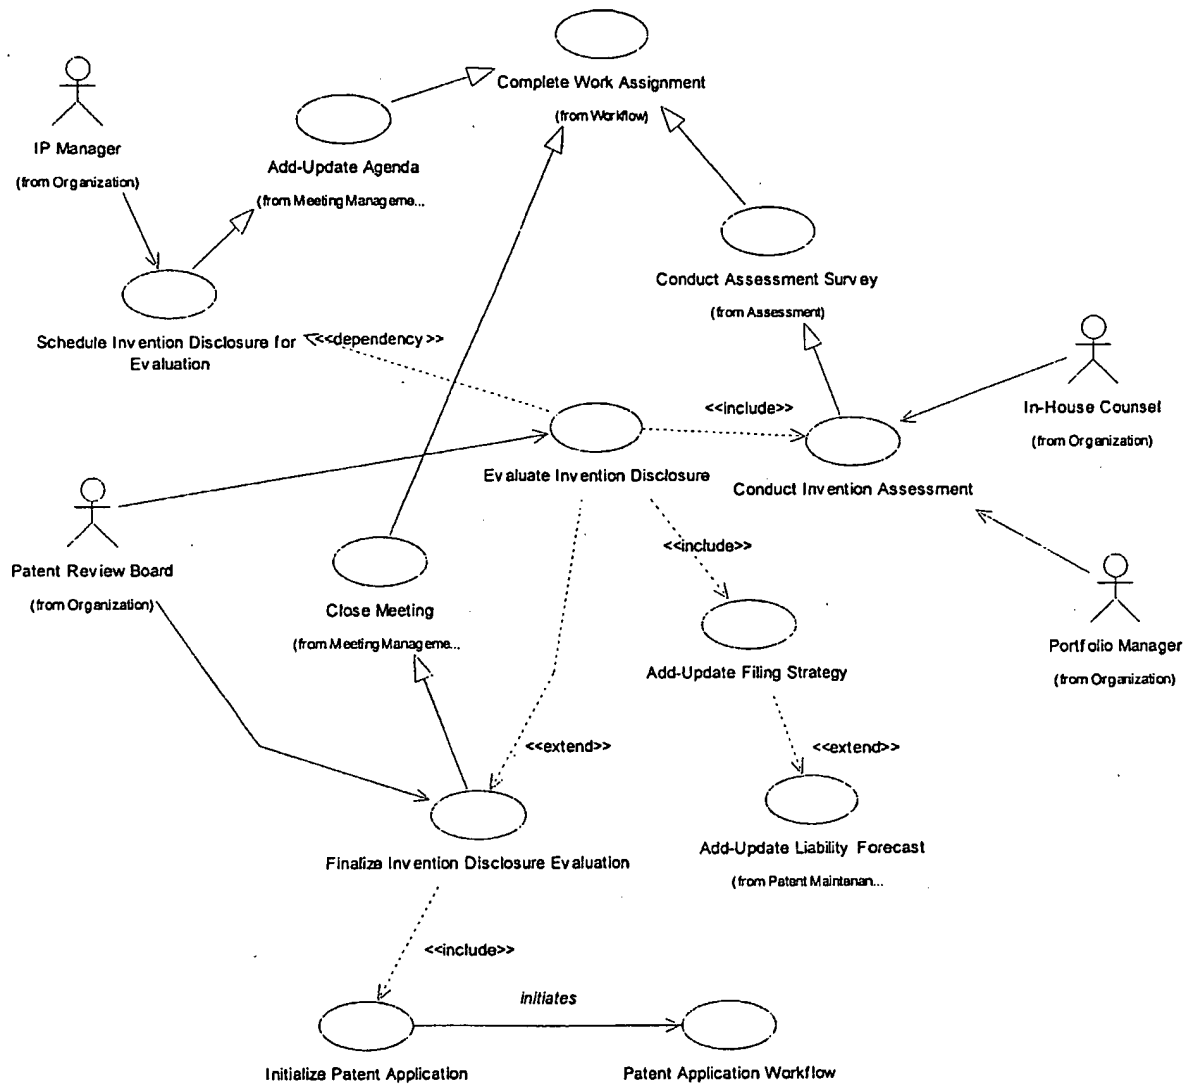 Complete Work Assignment
(from Workflow)
IP Manager
(from Organization)
Add-Update Agenda
(from Meeting Manageme...
Conduct Assessment Survey
(from Assessment)
Schedule Invention Disclosure for
Evaluation
<<dependency >>
In-House Counsel
(from Organization)
<<include>>
Evaluate Invention Disclosure
Conduct Invention Assessment
Patent Review Board
(from Organization)
<<include>>
Close Meeting
(from Meeting Manageme...
Add-Update Filing Strategy
Portfolio Manager
(from Organization)
<<extend>>
<<extend>>
Finalize Invention Disclosure Evaluation
Add-Update Liability Forecast
(from Patent Maintenan...
<<include>>
initiates
Initialize Patent Application
Patent Application Workflow